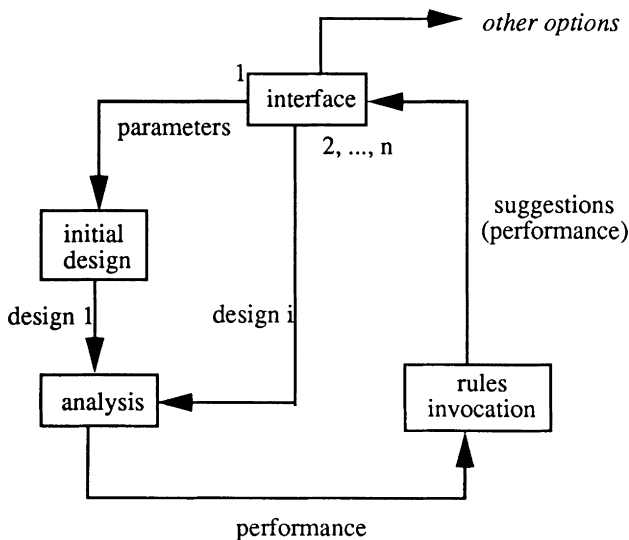 other options
1
interface
parameters
2, ..., n
suggestions
(performance)
initial
design
design 1
design i
analysis
rules
invocation
performance